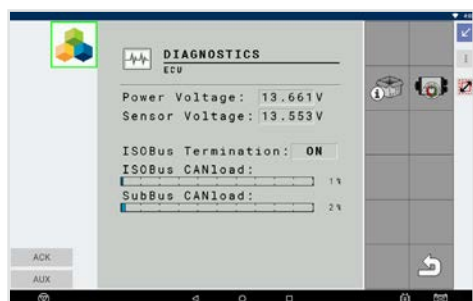 DIAGNOSTICS
ECU
Power Voltage: 13.661V
Sensor Voltage: 13.553V
ISOBus Termination: ON
ISOBus CANload:
1%
SubBus CANload:
2%
ACK
AUX